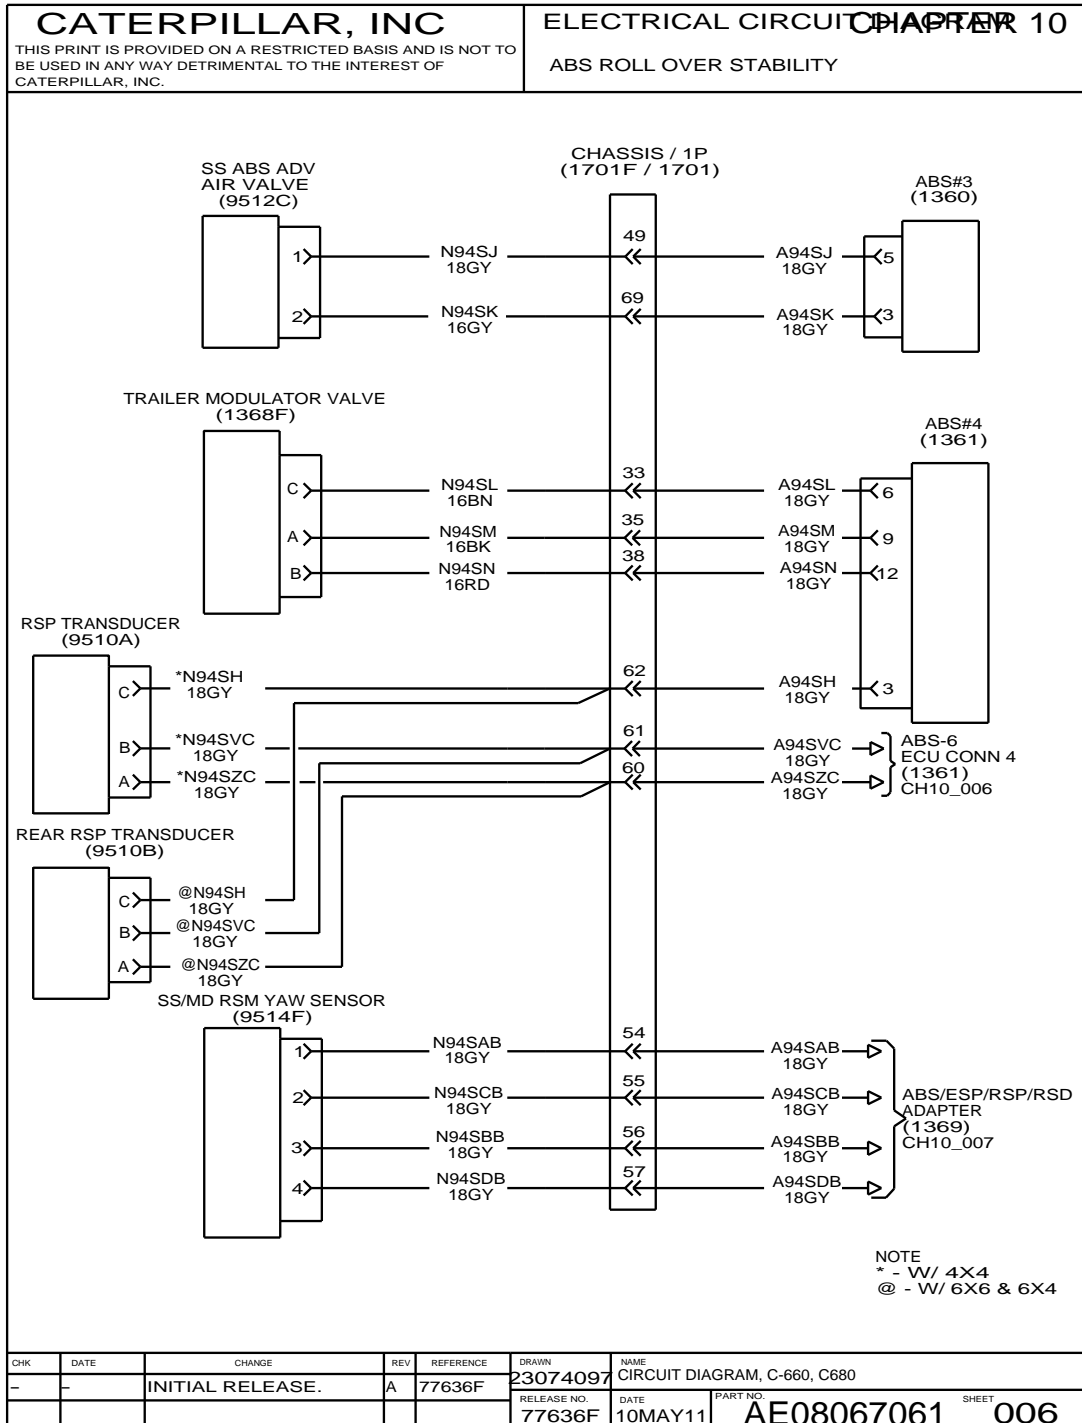 CATERPILLAR, INC
THIS PRINT IS PROVIDED ON A RESTRICTED BASIS AND IS NOT TO
BE USED IN ANY WAY DETRIMENTAL TO THE INTEREST OF
CATERPILLAR, INC.
ELECTRICAL CIRCUIT DIAGRAM
CHAPTER 10
ABS ROLL OVER STABILITY
CHASSIS / 1P
(1701F / 1701)
SS ABS ADV
AIR VALVE
(9512C)
ABS#3
(1360)
1 N94SJ 18GY 49 A94SJ 18GY 5
2 N94SK 16GY 69 A94SK 18GY 3
TRAILER MODULATOR VALVE
(1368F)
ABS#4
(1361)
C N94SL 16BN 33 A94SL 18GY 6
A N94SM 16BK 35 A94SM 18GY 9
B N94SN 16RD 38 A94SN 18GY 12
RSP TRANSDUCER
(9510A)
C *N94SH 18GY 62 A94SH 18GY 3
B *N94SVC 18GY 61 A94SVC 18GY
A *N94SZC 18GY 60 A94SZC 18GY
ABS-6
ECU CONN 4
(1361)
CH10_006
REAR RSP TRANSDUCER
(9510B)
C @N94SH 18GY
B @N94SVC 18GY
A @N94SZC 18GY
SS/MD RSM YAW SENSOR
(9514F)
1 N94SAB 18GY 54 A94SAB 18GY
2 N94SCB 18GY 55 A94SCB 18GY
3 N94SBB 18GY 56 A94SBB 18GY
4 N94SDB 18GY 57 A94SDB 18GY
ABS/ESP/RSP/RSD
ADAPTER
(1369)
CH10_007
NOTE
* - W/ 4X4
@ - W/ 6X6 & 6X4
CHK DATE CHANGE REV REFERENCE
- - INITIAL RELEASE. A 77636F
DRAWN
23074097
NAME
CIRCUIT DIAGRAM, C-660, C680
RELEASE NO.
77636F
DATE
10MAY11
PART NO.
AE08067061
SHEET
006